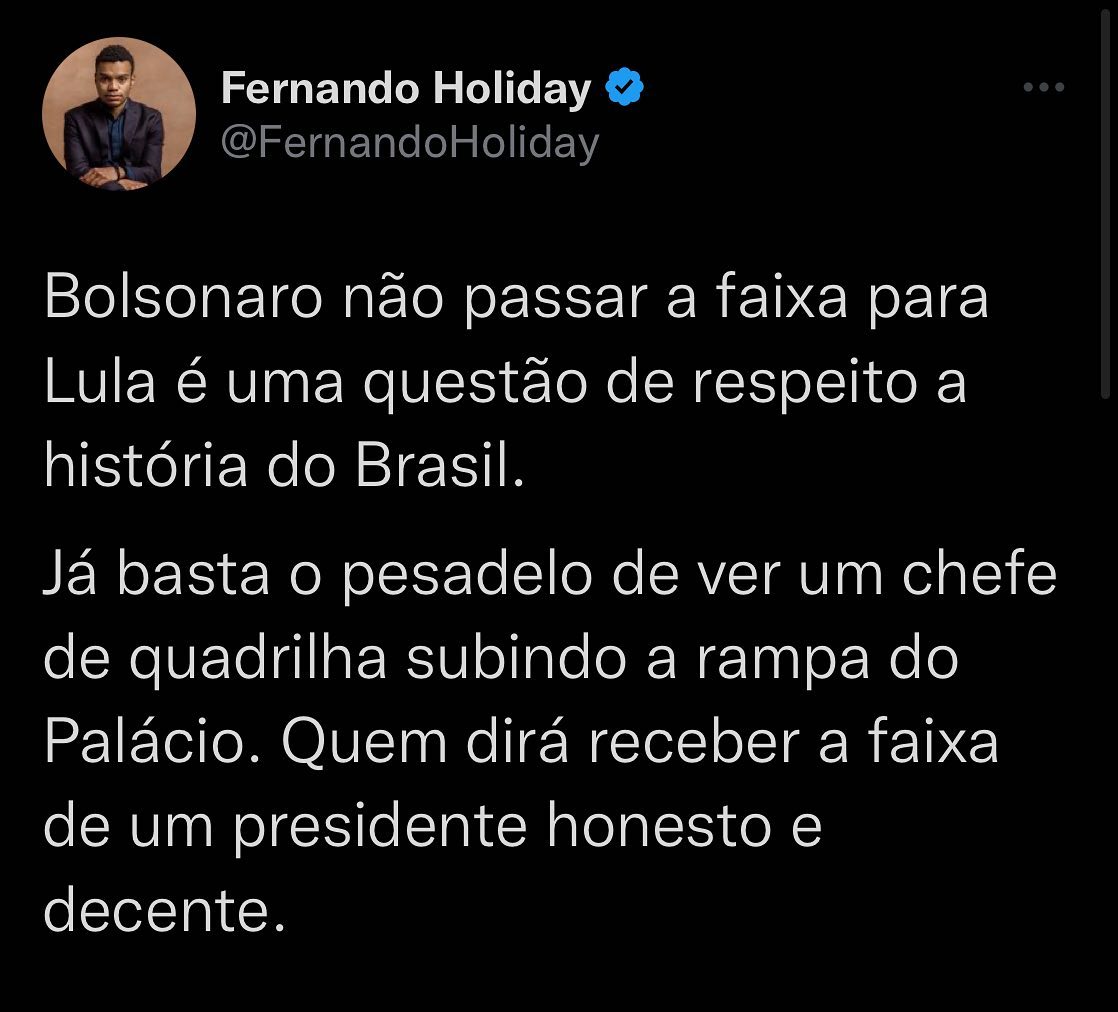 Fernando Holiday
@FernandoHoliday
Bolsonaro não passar a faixa para
Lula é uma questão de respeito a
história do Brasil.
Já basta o pesadelo de ver um chefe
de quadrilha subindo a rampa do
Palácio. Quem dirá receber a faixa
de um presidente honesto e
decente.